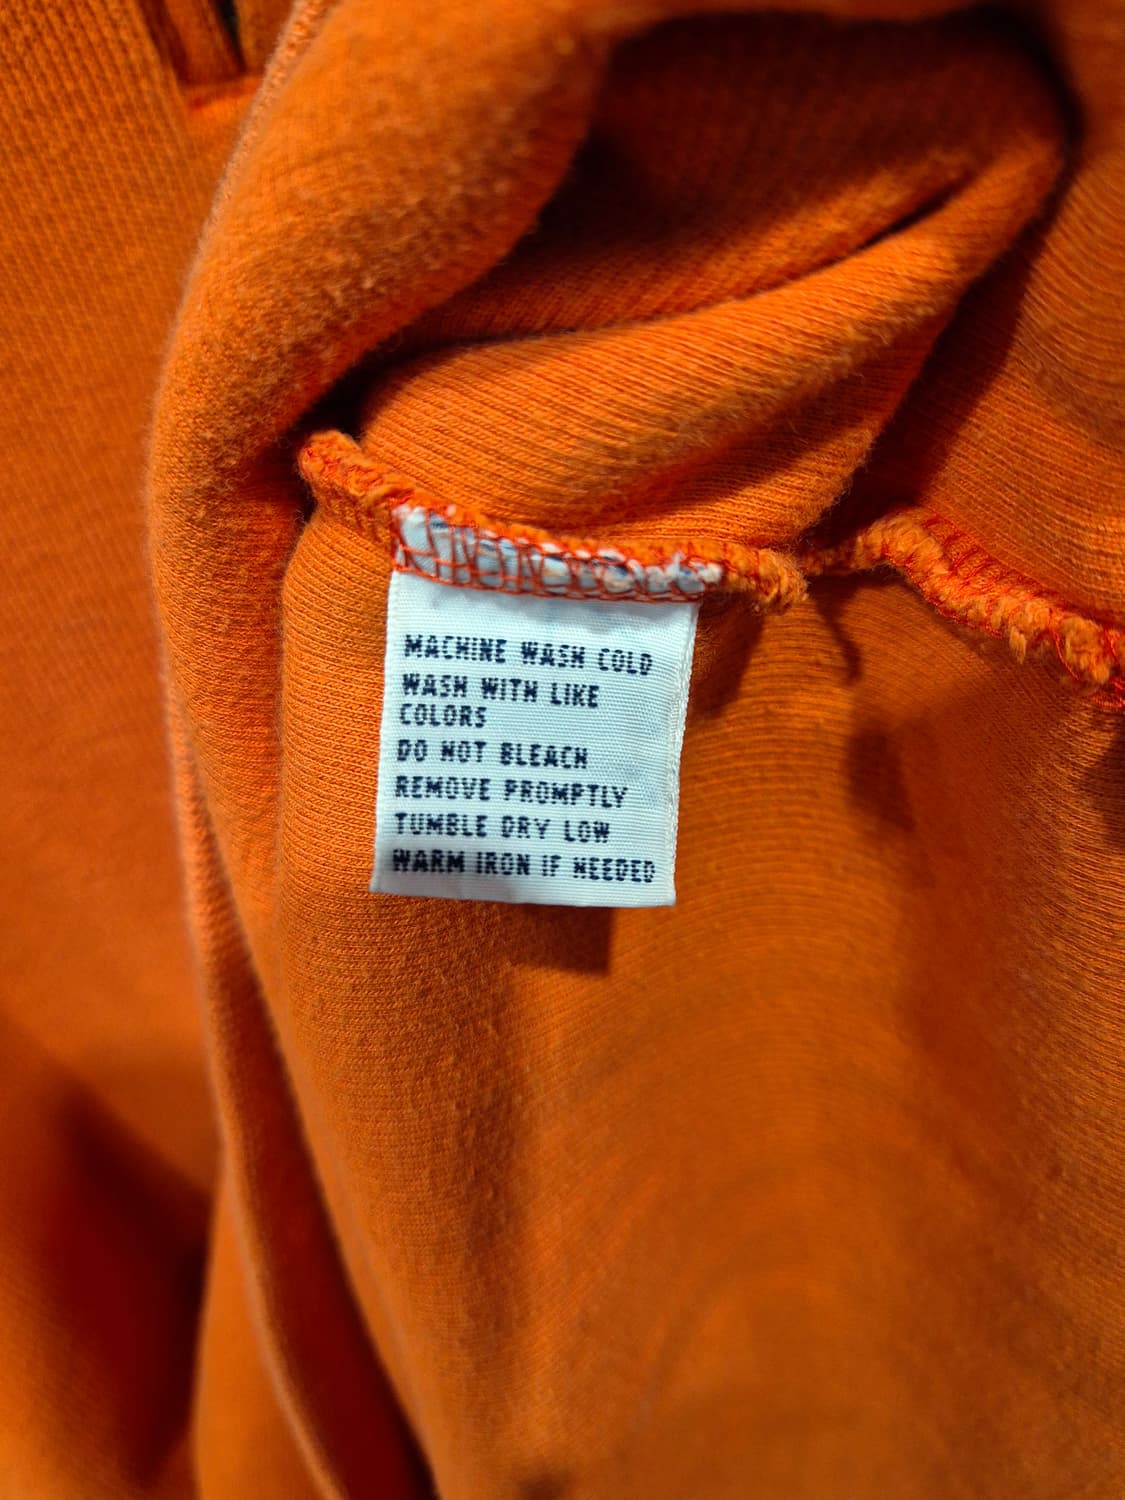 MACHINE WASH COLD
WASH WITH LIKE
COLORS
DO NOT BLEACH
REMOVE PROMPTLY
TUMBLE DRY LOW
WARM IRON IF NEEDED